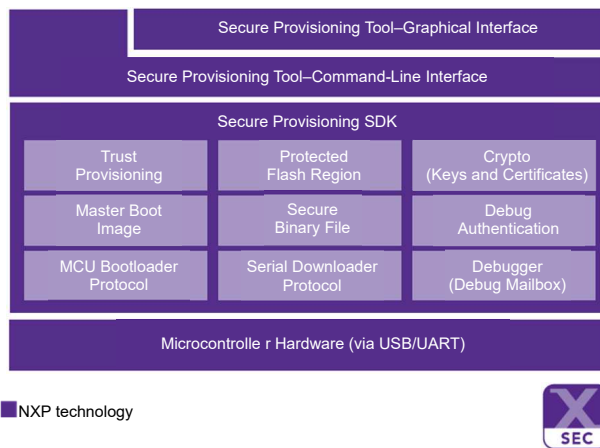 Secure Provisioning Tool–Graphical Interface
Secure Provisioning Tool–Command-Line Interface
Secure Provisioning SDK
Trust
Provisioning
Protected
Flash Region
Crypto
(Keys and Certificates)
Master Boot
Image
Secure
Binary File
Debug
Authentication
MCU Bootloader
Protocol
Serial Downloader
Protocol
Debugger
(Debug Mailbox)
Microcontrolle r Hardware (via USB/UART)
NXP technology
X
SEC